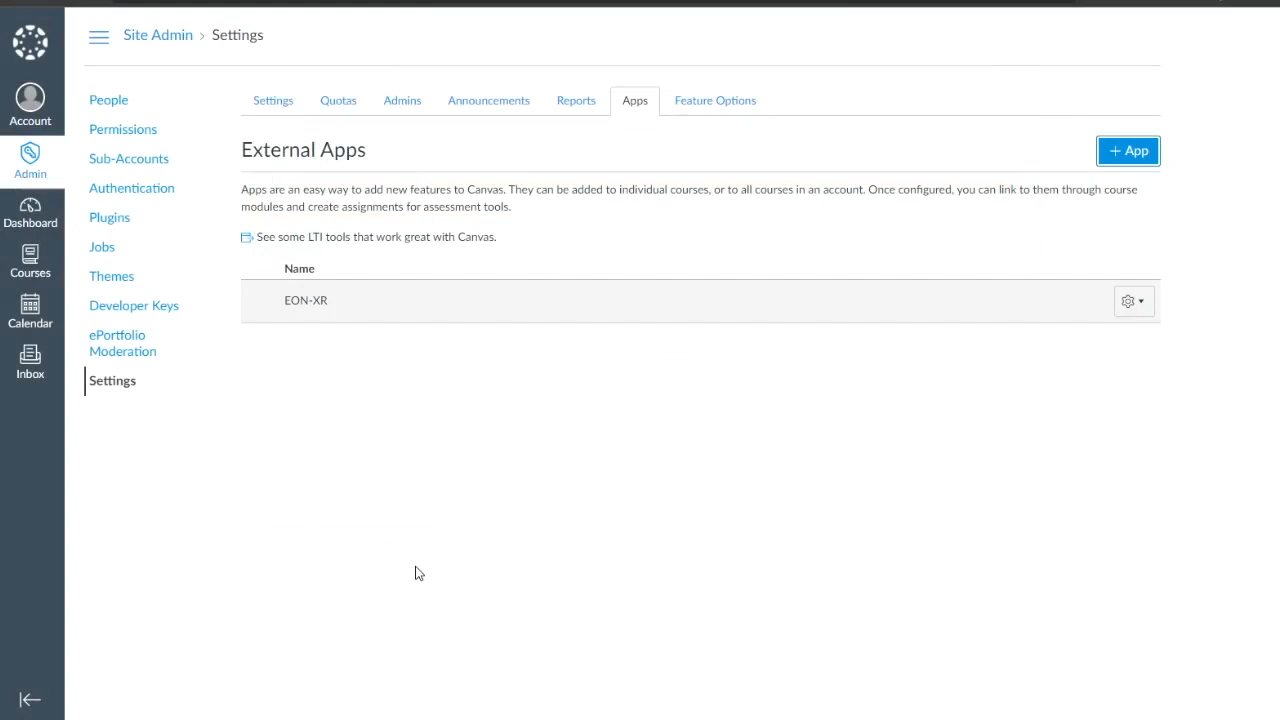 Site Admin › Settings
Account
Admin
Dashboard
Courses
Calendar
Inbox
People
Permissions
Sub-Accounts
Authentication
Plugins
Jobs
Themes
Developer Keys
ePortfolio
Moderation
Settings
Settings Quotas Admins Announcements Reports Apps Feature Options
External Apps
+ App
Apps are an easy way to add new features to Canvas. They can be added to individual courses, or to all courses in an account. Once configured, you can link to them through course
modules and create assignments for assessment tools.
See some LTI tools that work great with Canvas.
Name
EON-XR